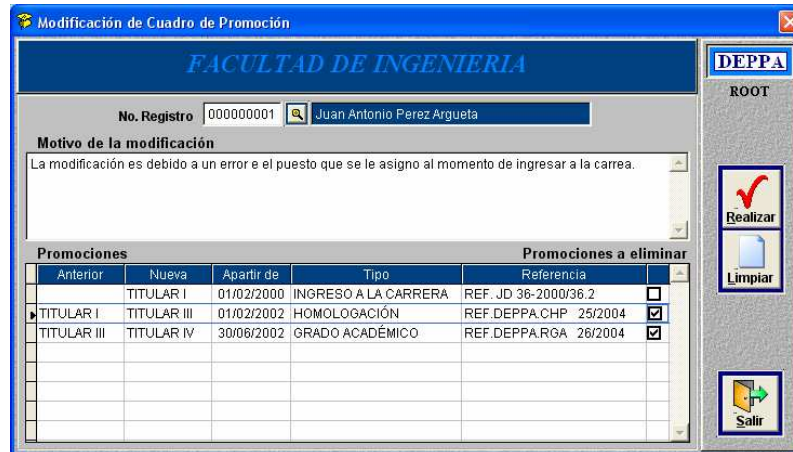 Modificación de Cuadro de Promoción
FACULTAD DE INGENIERIA
DEPPA
ROOT
No. Registro 000000001 Juan Antonio Perez Argueta
Motivo de la modificación
La modificación es debido a un error e el puesto que se le asigno al momento de ingresar a la carrea.
Realizar
Promociones Promociones a eliminar
Limpiar
Anterior Nueva Apartir de Tipo Referencia
TITULAR I 01/02/2000 INGRESO A LA CARRERA REF. JD 36-2000/36.2
TITULAR I TITULAR III 01/02/2002 HOMOLOGACIÓN REF.DEPPA.CHP 25/2004
TITULAR III TITULAR IV 30/06/2002 GRADO ACADÉMICO REF.DEPPA.RGA 26/2004
Salir